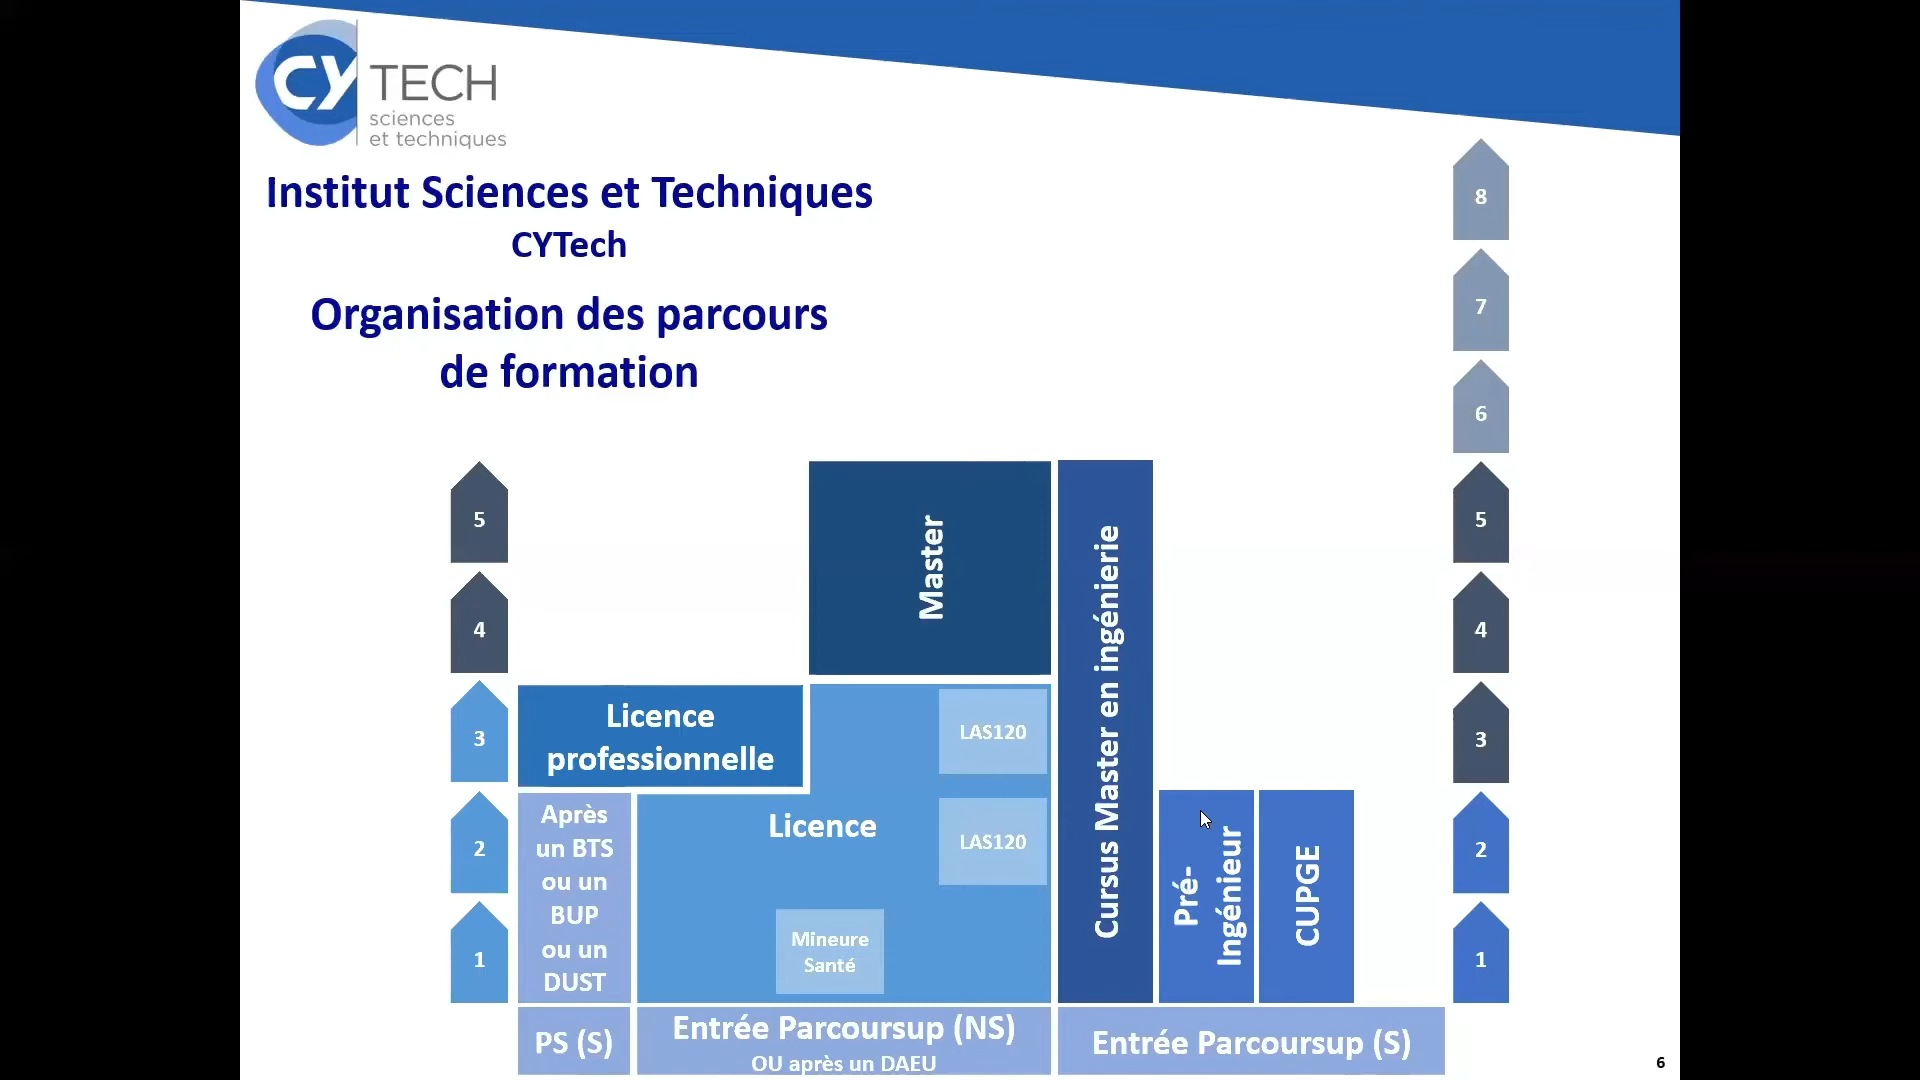 CY TECH
sciences
et techniques
Institut Sciences et Techniques
CYTech
Organisation des parcours
de formation
5
4
3
2
1
Master
Licence
professionnelle
Après
un BTS
ou un
BUP
ou un
DUST
Licence
LAS120
LAS120
Mineure
Santé
Cursus Master en ingénierie
Pré-
Ingénieur
CUPGE
PS (S)
Entrée Parcoursup (NS)
OU après un DAEU
Entrée Parcoursup (S)
8
7
6
5
4
3
2
1
6